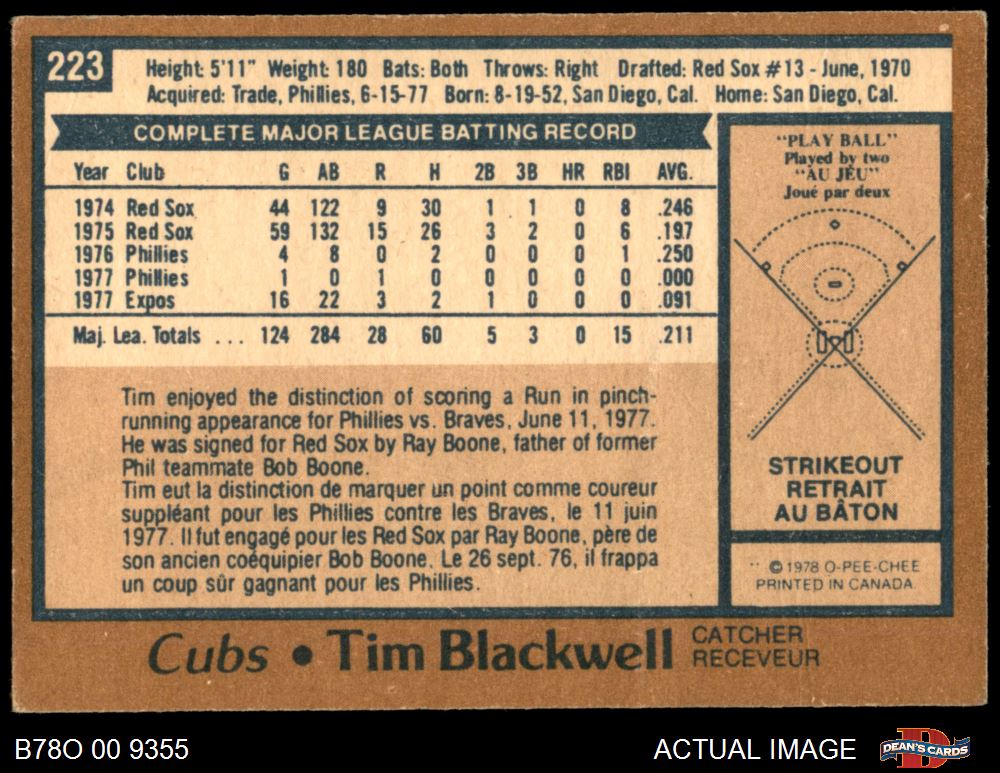 223
Height: 5'11" Weight: 180 Bats: Both Throws: Right Drafted: Red Sox #13 - June, 1970
Acquired: Trade, Phillies, 6-15-77 Born: 8-19-52, San Diego, Cal. Home: San Diego, Cal.
COMPLETE MAJOR LEAGUE BATTING RECORD
Year Club G AB R H 2B 3B HR RBI AVG.
1974 Red Sox 44 122 9 30 1 1 0 8 .246
1975 Red Sox 59 132 15 26 3 2 0 6 .197
1976 Phillies 4 8 0 2 0 0 0 1 .250
1977 Phillies 1 0 1 0 0 0 0 0 .000
1977 Expos 16 22 3 2 1 0 0 0 .091
Maj. Lea. Totals ... 124 284 28 60 5 3 0 15 .211
Tim enjoyed the distinction of scoring a Run in pinch-
running appearance for Phillies vs. Braves, June 11, 1977.
He was signed for Red Sox by Ray Boone, father of former
Phil teammate Bob Boone.
Tim eut la distinction de marquer un point comme coureur
suppléant pour les Phillies contre les Braves, le 11 juin
1977. Il fut engagé pour les Red Sox par Ray Boone, père de
son ancien coéquipier Bob Boone. Le 26 sept. 76, il frappa
un coup sûr gagnant pour les Phillies.
"PLAY BALL"
Played by two
"AU JEU"
Joué par deux
STRIKEOUT
RETRAIT
AU BÂTON
© 1978 O-PEE-CHEE
PRINTED IN CANADA
Cubs • Tim Blackwell CATCHER
RECEVEUR
B78O 00 9355
ACTUAL IMAGE
DEAN'S CARDS